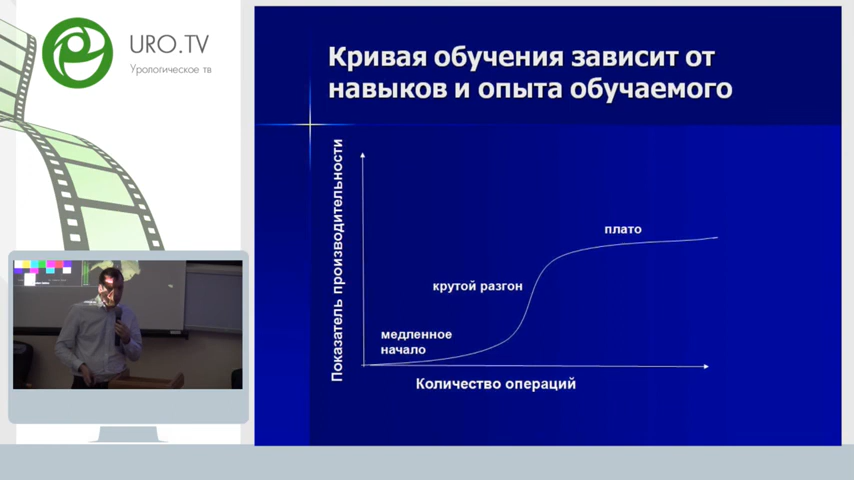 URO.TV
Урологическое тв
Кривая обучения зависит от
навыков и опыта обучаемого
Показатель производительности
плато
крутой разгон
медленное
начало
Количество операций